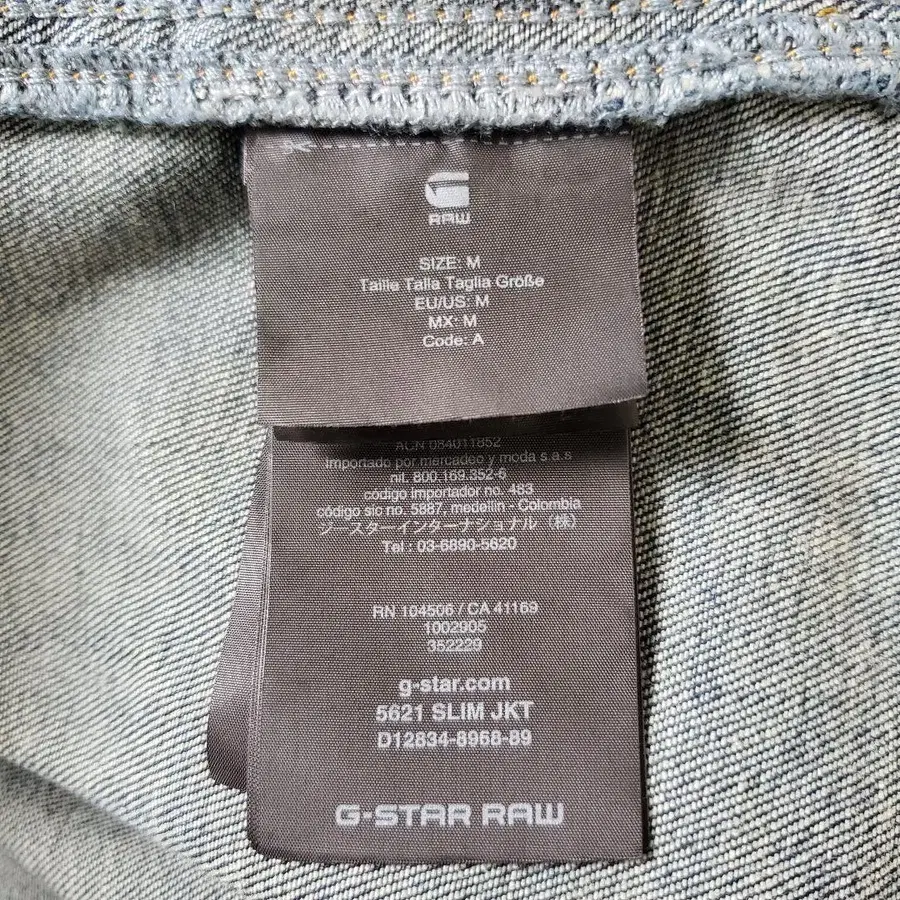 G
RAW
SIZE: M
Taille Talla Taglia Größe
EU/US: M
MX: M
Code: A
ACN 084011852
importado por mercadeo y moda s.a.s
nit. 800.169.352-6
código importador no. 483
código sic no. 5887, medellín - Colombia
ジースターインターナショナル（株）
Tel : 03-6890-5620
RN 104506 / CA 41169
1002005
352229
g-star.com
5621 SLIM JKT
D12834-8968-89
G-STAR RAW